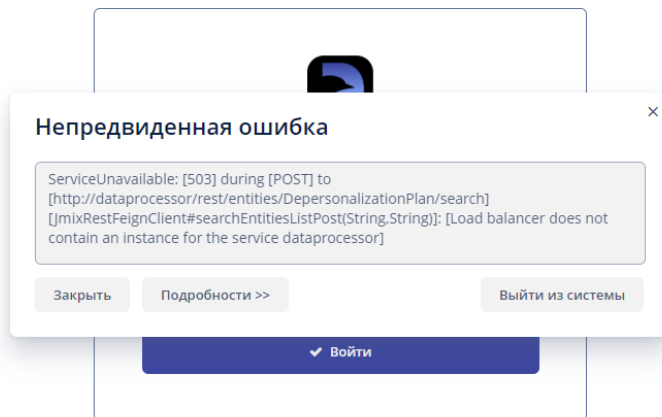 ×
Непредвиденная ошибка
ServiceUnavailable: [503] during [POST] to
[http://dataprocessor/rest/entities/DepersonalizationPlan/search]
[JmixRestFeignClient#searchEntitiesListPost(String,String)]: [Load balancer does not
contain an instance for the service dataprocessor]
Закрыть Подробности >> Выйти из системы
Войти